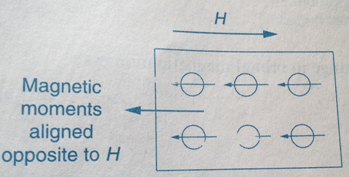 H
Magnetic
moments
aligned
opposite to H